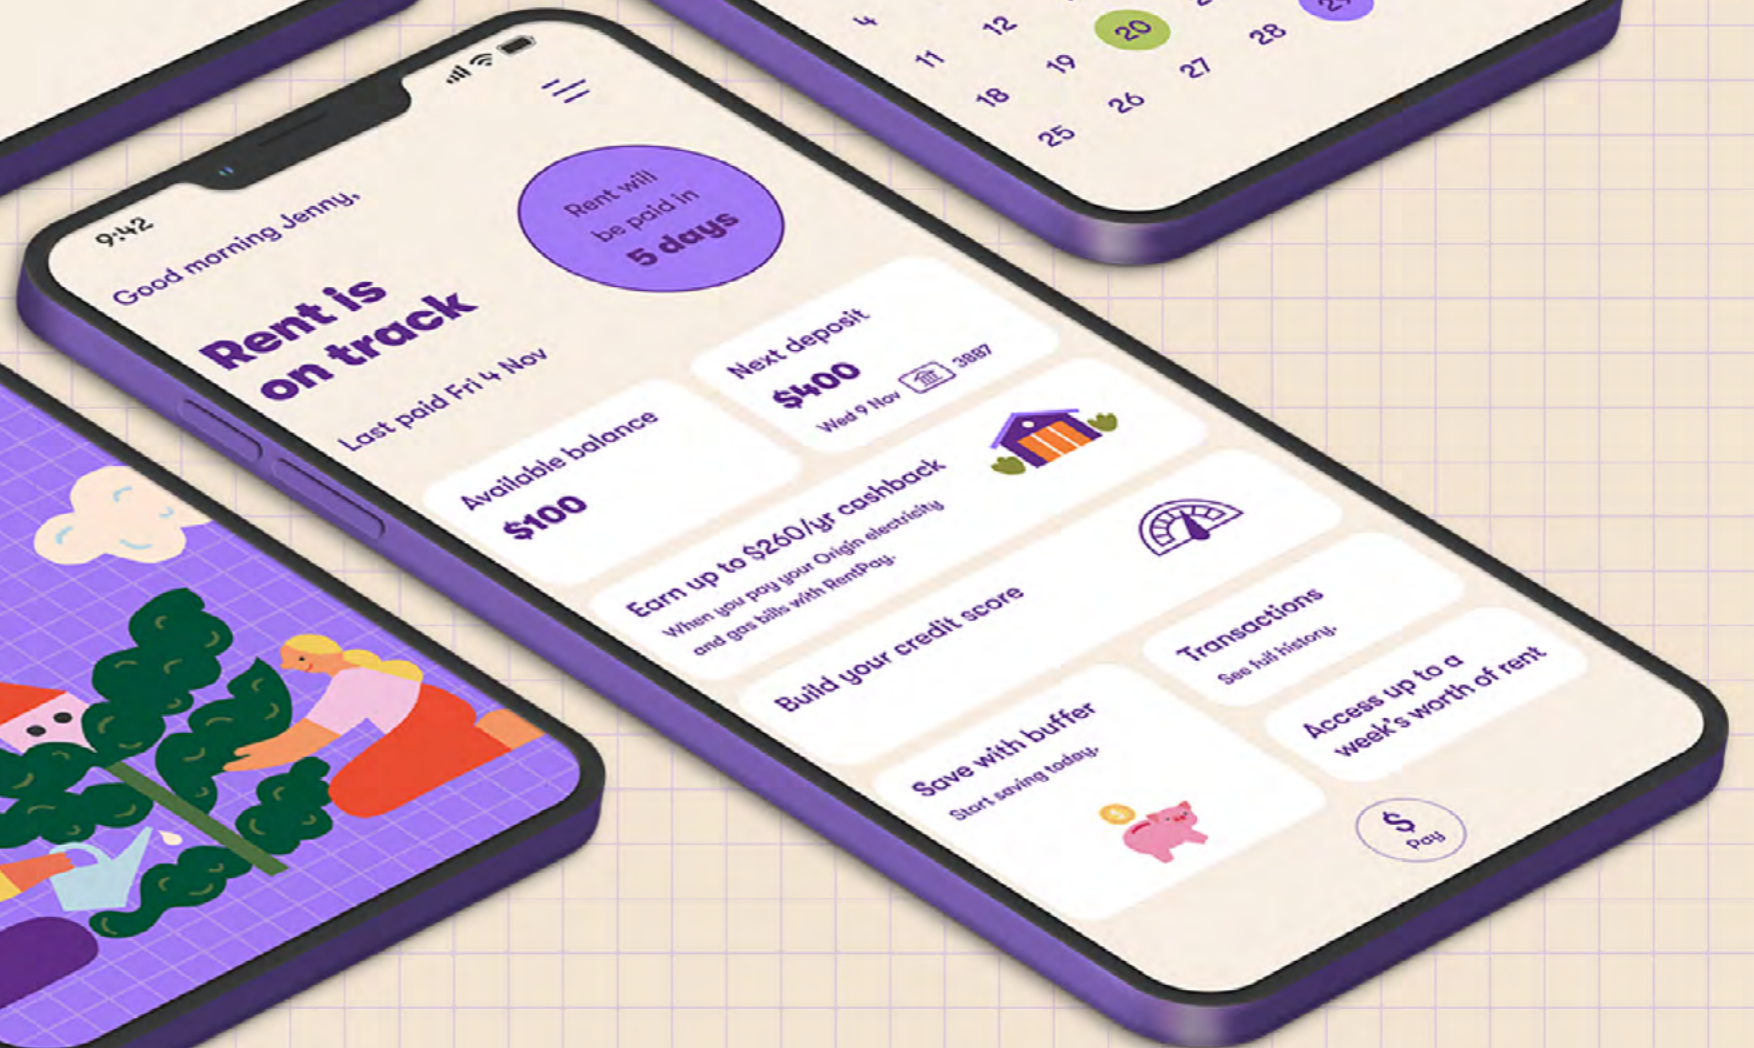 9:42
Good morning Jenny,
Rent is
on track
Last paid Fri 4 Nov
Rent will
be paid in
5 days
Available balance
$100
Next deposit
$400
Wed 9 Nov 3887
Earn up to $260/yr cashback
When you pay your Origin electricity
and gas bills with RentPay.
Build your credit score
Save with buffer
Start saving today.
Transactions
See full history.
Access up to a
week's worth of rent
$
Pay
4
11 12
18 19 20
25 26 27 28